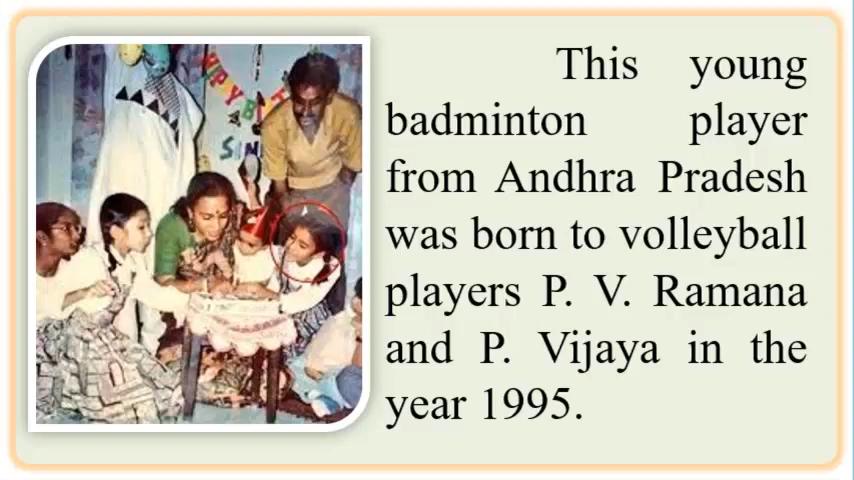 This young
badminton player
from Andhra Pradesh
was born to volleyball
players P. V. Ramana
and P. Vijaya in the
year 1995.